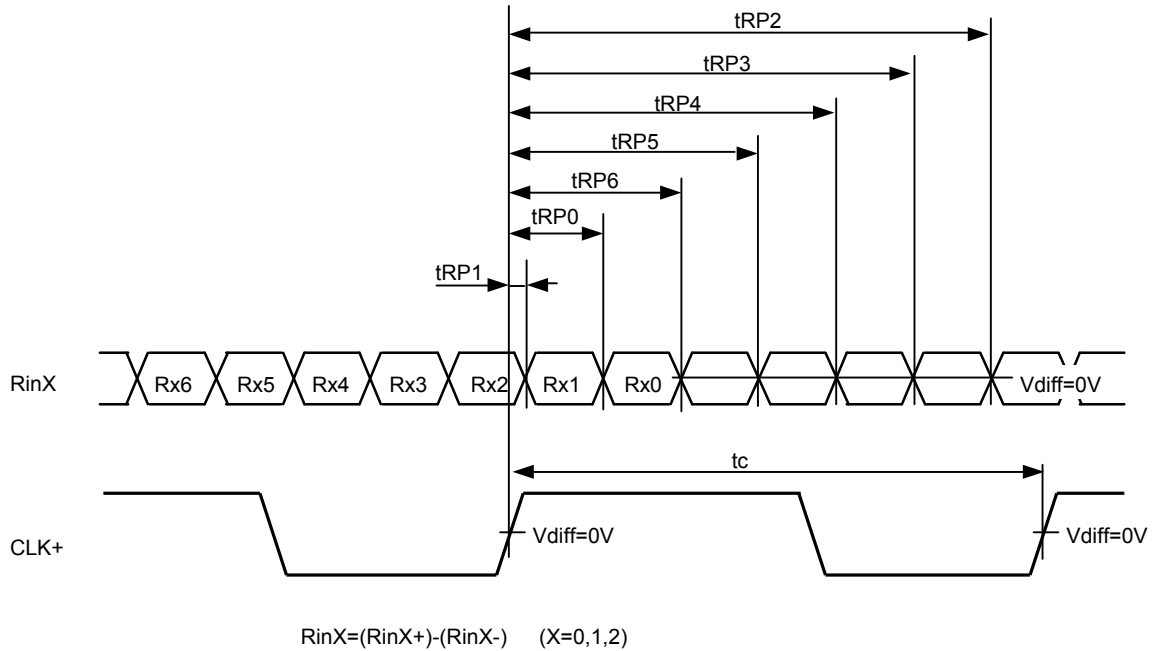 tRP2
tRP3
tRP4
tRP5
tRP6
tRP0
tRP1
RinX Rx6 Rx5 Rx4 Rx3 Rx2 Rx1 Rx0 Vdiff=0V
tc
CLK+ Vdiff=0V Vdiff=0V
RinX=(RinX+)-(RinX-) (X=0,1,2)